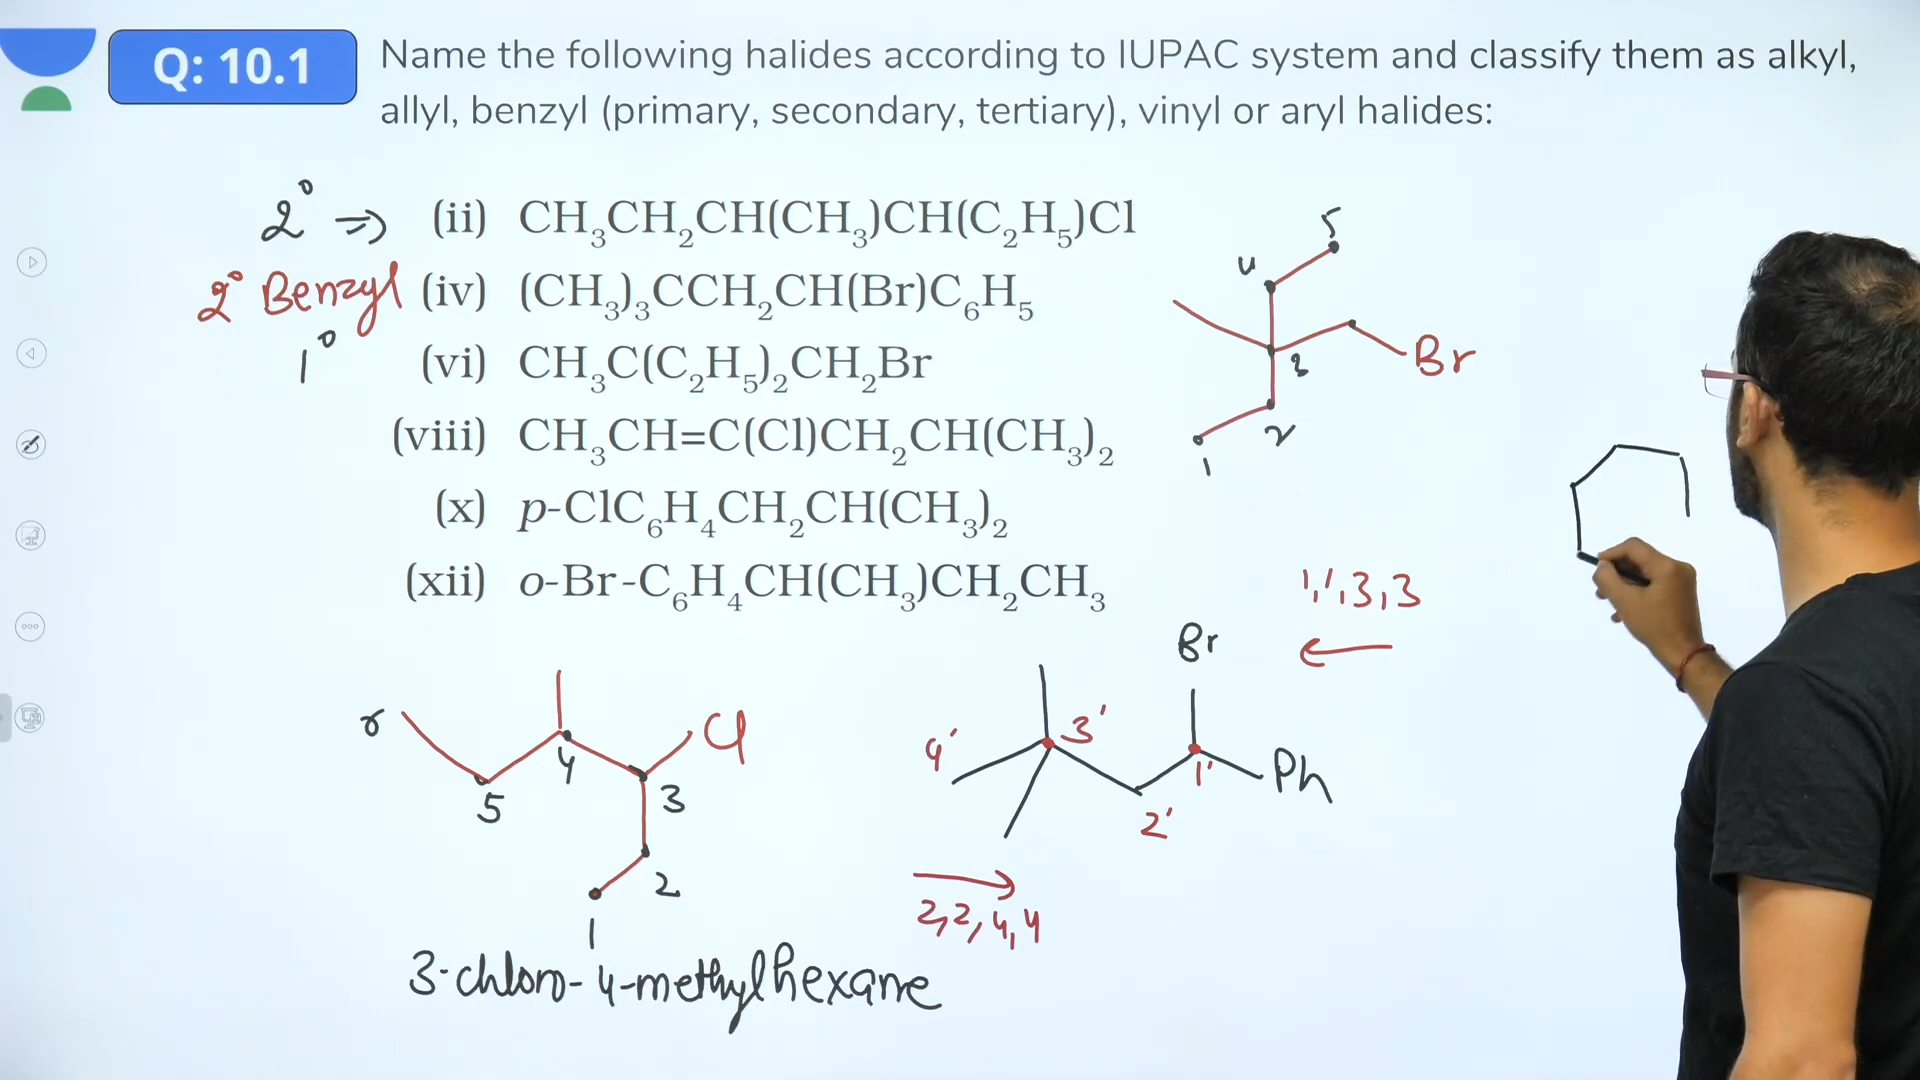 Q: 10.1
Name the following halides according to IUPAC system and classify them as alkyl,
allyl, benzyl (primary, secondary, tertiary), vinyl or aryl halides:
2° ⇒ (ii) CH₃CH₂CH(CH₃)CH(C₂H₅)Cl
2° Benzyl (iv) (CH₃)₃CCH₂CH(Br)C₆H₅
1° (vi) CH₃C(C₂H₅)₂CH₂Br
(viii) CH₃CH=C(Cl)CH₂CH(CH₃)₂
(x) p-ClC₆H₄CH₂CH(CH₃)₂
(xii) o-Br-C₆H₄CH(CH₃)CH₂CH₃
5
4
Br
3
2
1
1,1,3,3
←
Br
Cl
4
5
3
2
1
4'
3'
1'
Ph
2'
→
2,2,4,4
3-chloro-4-methylhexane